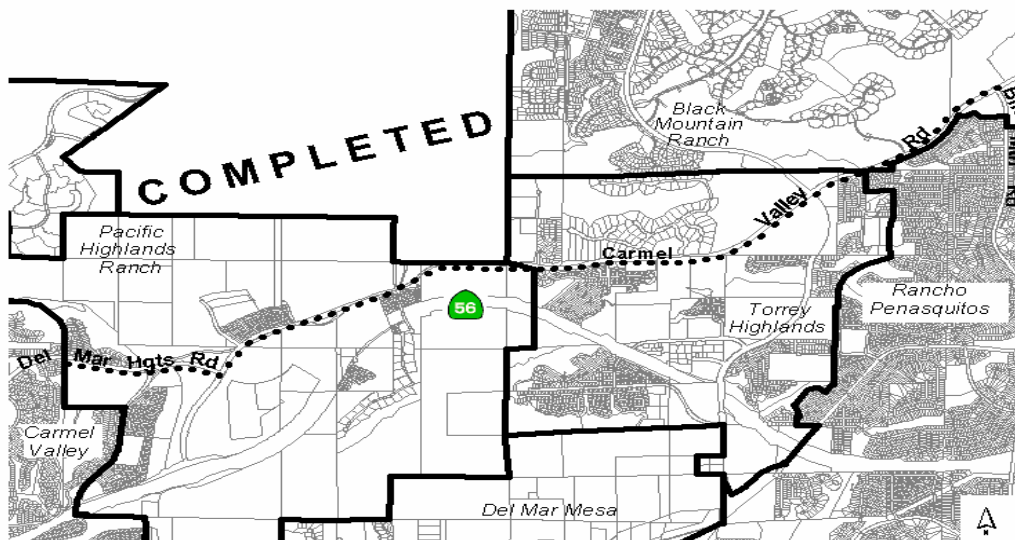 COMPLETED
Black
Mountain
Ranch
Rd
Valley
Carmel
Pacific
Highlands
Ranch
56
Torrey
Highlands
Rancho
Penasquitos
Del Mar Hgts Rd
Carmel
Valley
Del Mar Mesa